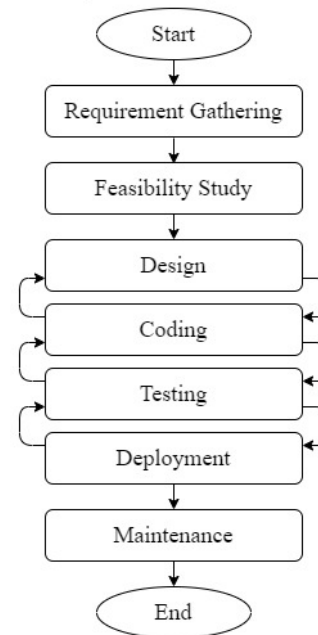 Start
Requirement Gathering
Feasibility Study
Design
Coding
Testing
Deployment
Maintenance
End